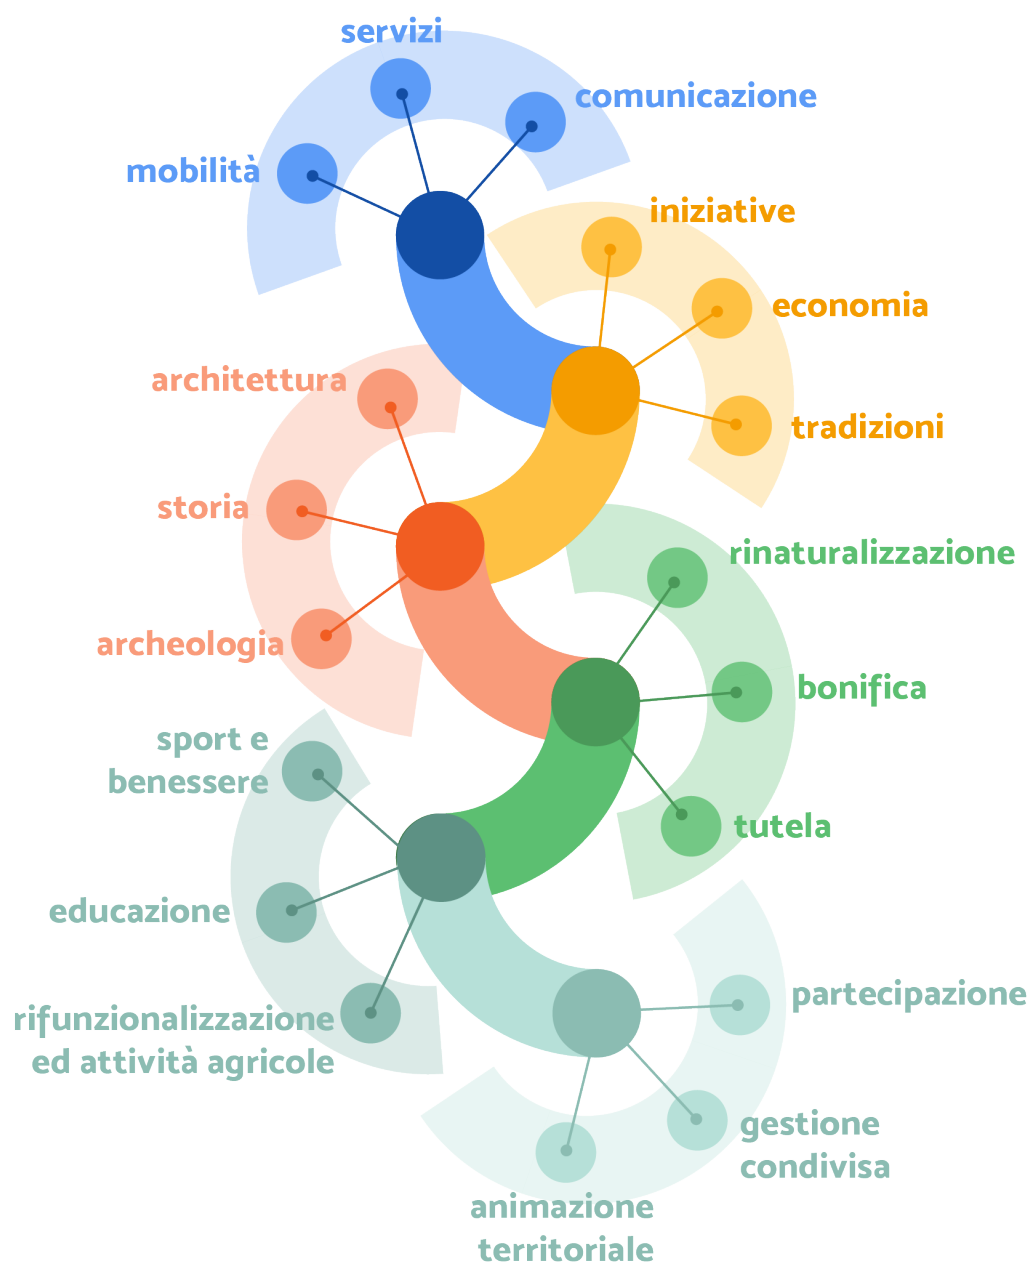 servizi
comunicazione
mobilità
iniziative
economia
tradizioni
architettura
storia
archeologia
rinaturalizzazione
bonifica
tutela
sport e
benessere
educazione
rifunzionalizzazione
ed attività agricole
partecipazione
gestione
condivisa
animazione
territoriale